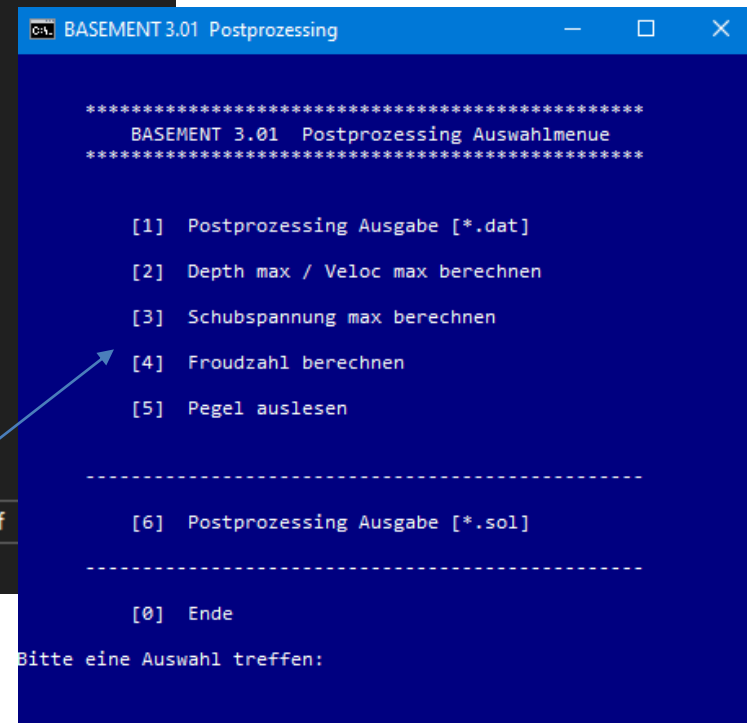 BASEMENT 3.01 Postprozessing
**************************************************
BASEMENT 3.01 Postprozessing Auswahlmenue
**************************************************
[1] Postprozessing Ausgabe [*.dat]
[2] Depth max / Veloc max berechnen
[3] Schubspannung max berechnen
[4] Froudzahl berechnen
[5] Pegel auslesen
--------------------------------------------------
f
[6] Postprozessing Ausgabe [*.sol]
--------------------------------------------------
[0] Ende
Bitte eine Auswahl treffen: